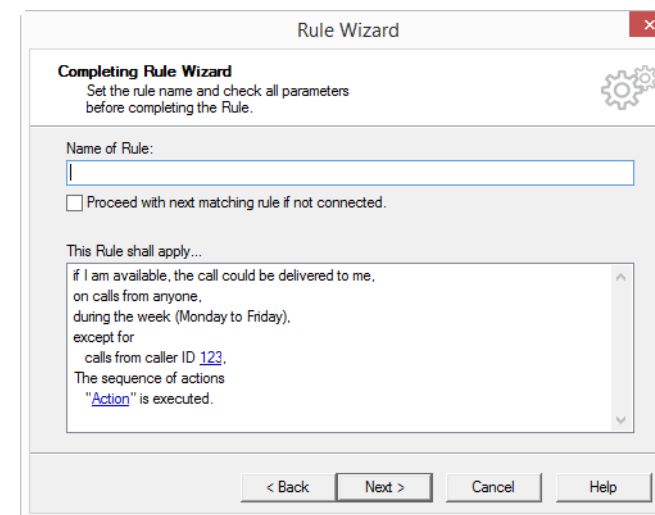 Rule Wizard
Completing Rule Wizard
Set the rule name and check all parameters
before completing the Rule.
Name of Rule:
Proceed with next matching rule if not connected.
This Rule shall apply...
if I am available, the call could be delivered to me,
on calls from anyone,
during the week (Monday to Friday),
except for
calls from caller ID 123,
The sequence of actions
"Action" is executed.
< Back Next > Cancel Help